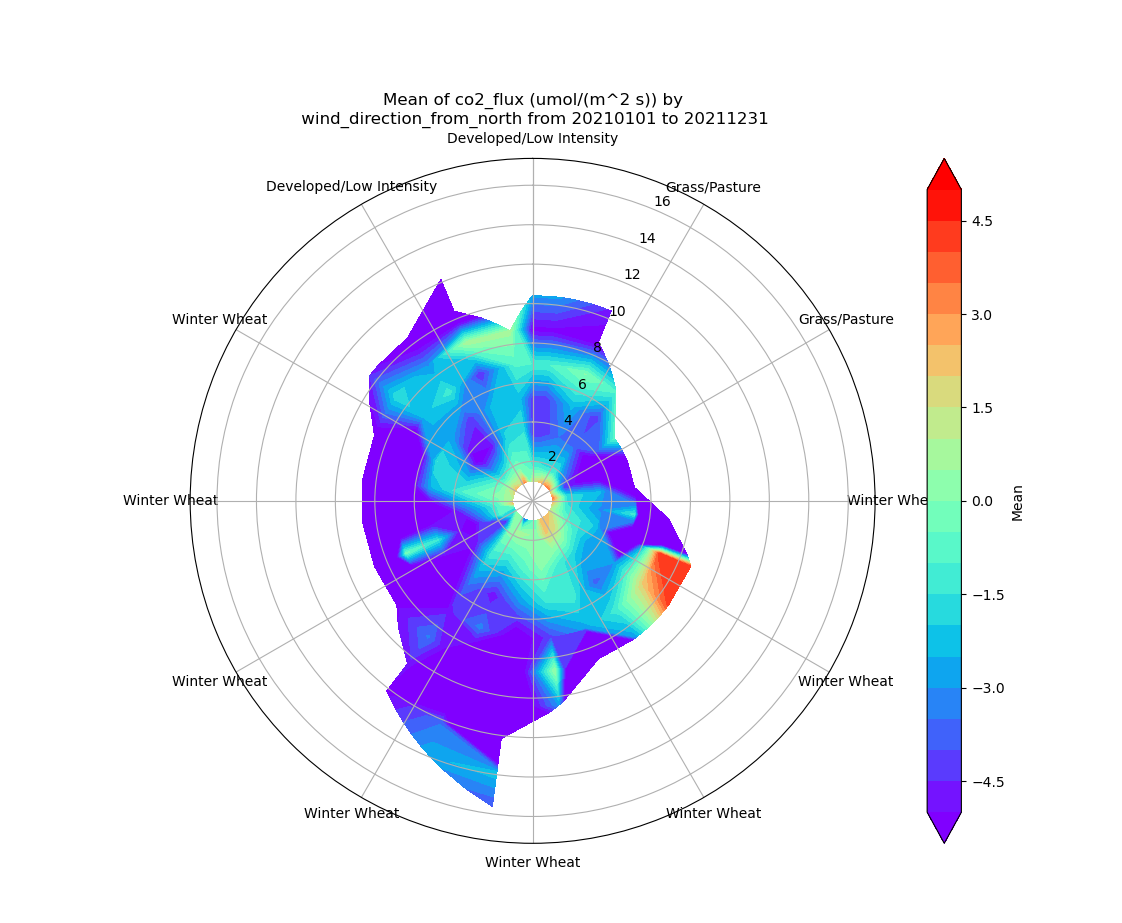 Mean of co2_flux (umol/(m^2 s)) by
wind_direction_from_north from 20210101 to 20211231
Developed/Low Intensity
Developed/Low Intensity
Grass/Pasture
16
14
12
10
8
6
4
2
Winter Wheat
Grass/Pasture
Winter Wheat
Winter Whe
Winter Wheat
Winter Wheat
Winter Wheat
Winter Wheat
Winter Wheat
4.5
3.0
1.5
0.0
−1.5
−3.0
−4.5
Mean